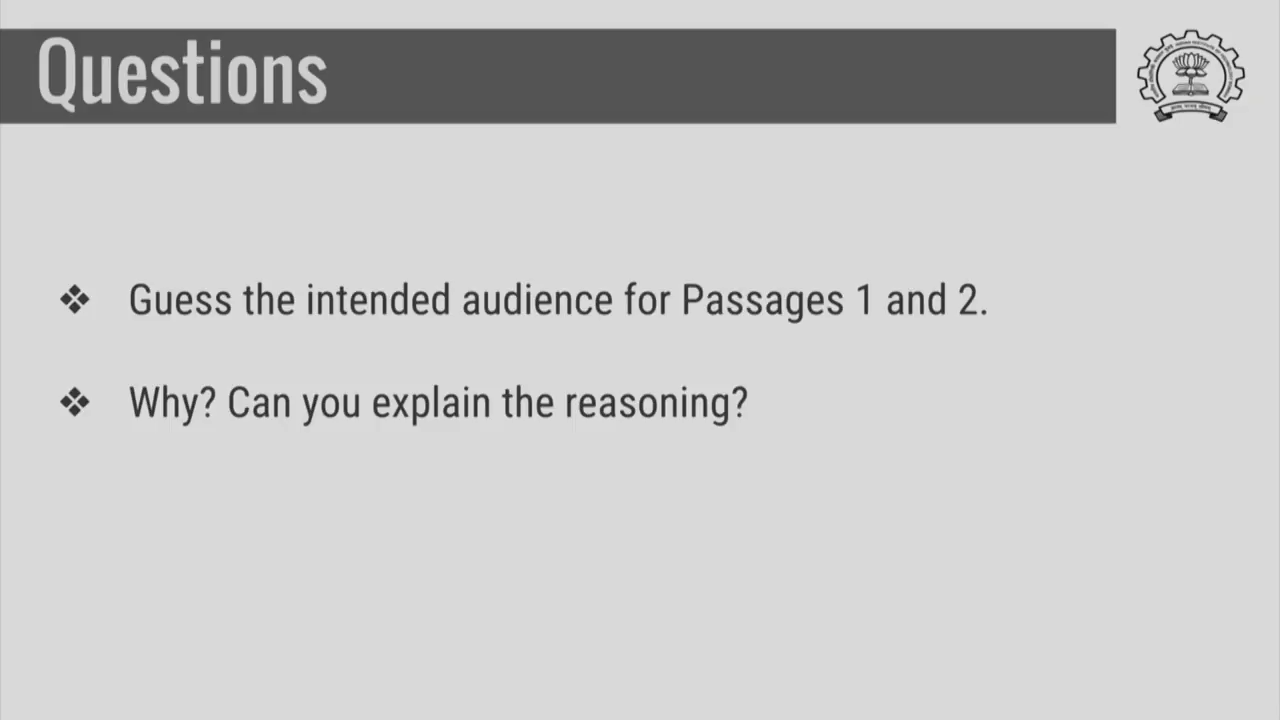 Questions
Guess the intended audience for Passages 1 and 2.
Why? Can you explain the reasoning?